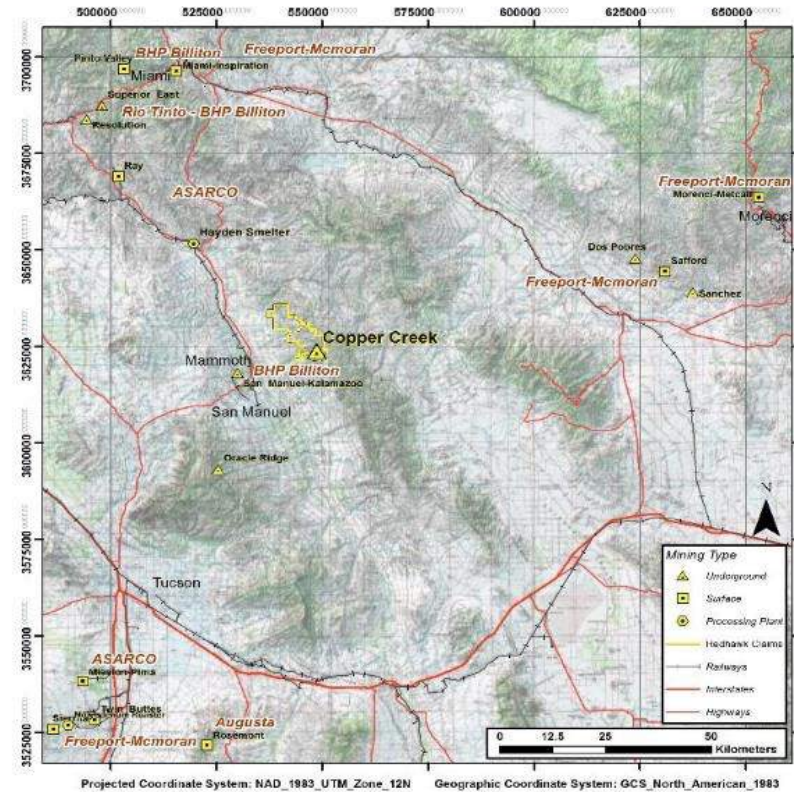 500000 525000 550000 575000 600000 625000 650000
3700000
3675000
3650000
3625000
3600000
3575000
3550000
3525000
BHP Billiton
Freeport-Mcmoran
Pinto Valley
Miami
Miami-Inspiration
Superior East
Rio Tinto - BHP Billiton
Resolution
Ray
ASARCO
Freeport-Mcmoran
Morenci-Metcalf
Morenci
Hayden Smelter
Dos Pobres
Safford
Freeport-Mcmoran
Sanchez
Copper Creek
Mammoth
BHP Billiton
San Manuel-Kalamazoo
San Manuel
Oracle Ridge
Tucson
ASARCO
Mission-Pima
Twin Buttes
Freeport-Mcmoran
Augusta
Rosemont
Mining Type
Underground
Surface
Processing Plant
Redhawk Claims
Railways
Interstates
Highways
0 12.5 25 50
Kilometers
Projected Coordinate System: NAD_1983_UTM_Zone_12N Geographic Coordinate System: GCS_North_American_1983